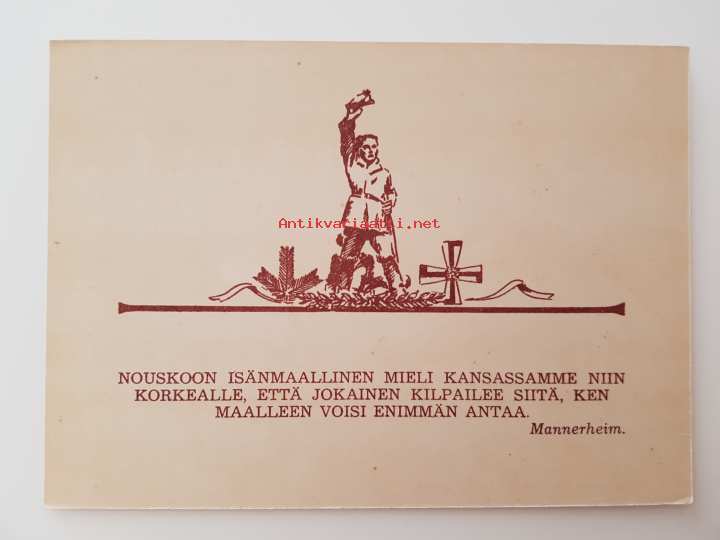 Antikvariaatti.net
NOUSKOON ISÄNMAALLINEN MIELI KANSASSAMME NIIN
KORKEALLE, ETTÄ JOKAINEN KILPAILEE SIITÄ, KEN
MAALLEEN VOISI ENIMMÄN ANTAA.
Mannerheim.